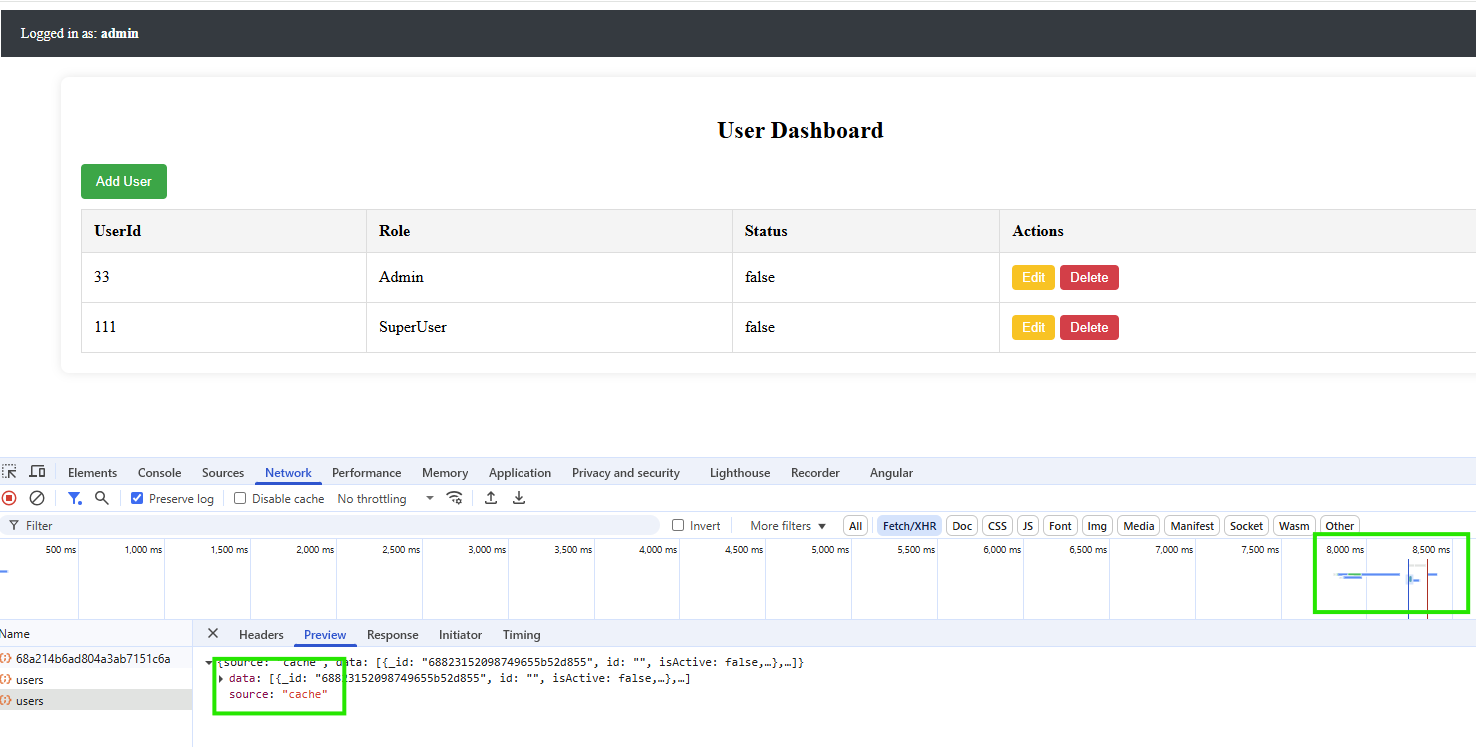 Logged in as: admin
User Dashboard
Add User
UserId Role Status Actions
33 Admin false Edit Delete
111 SuperUser false Edit Delete
Elements Console Sources Network Performance Memory Application Privacy and security Lighthouse Recorder Angular
Preserve log Disable cache No throttling
Filter Invert More filters All Fetch/XHR Doc CSS JS Font Img Media Manifest Socket Wasm Other
500 ms 1,000 ms 1,500 ms 2,000 ms 2,500 ms 3,000 ms 3,500 ms 4,000 ms 4,500 ms 5,000 ms 5,500 ms 6,000 ms 6,500 ms 7,000 ms 7,500 ms 8,000 ms 8,500 ms
Name Headers Preview Response Initiator Timing
68a214b6ad804a3ab7151c6a {source: "cache", data: [{_id: "68823152098749655b52d855", id: "", isActive: false,…},…]}
users data: [{_id: "68823152098749655b52d855", id: "", isActive: false,…},…]
users source: "cache"